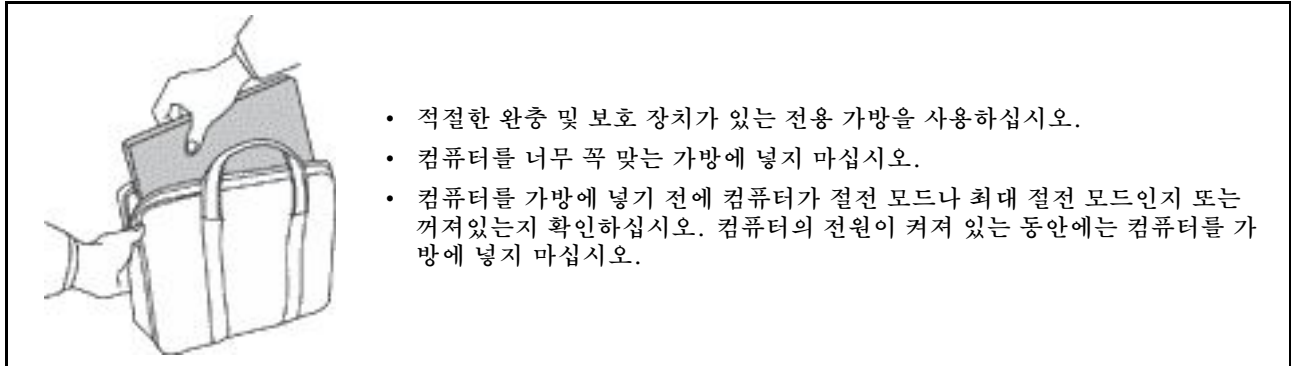 • 적절한 완충 및 보호 장치가 있는 전용 가방을 사용하십시오.
• 컴퓨터를 너무 꼭 맞는 가방에 넣지 마십시오.
• 컴퓨터를 가방에 넣기 전에 컴퓨터가 절전 모드나 최대 절전 모드인지 또는
꺼져있는지 확인하십시오. 컴퓨터의 전원이 켜져 있는 동안에는 컴퓨터를 가
방에 넣지 마십시오.